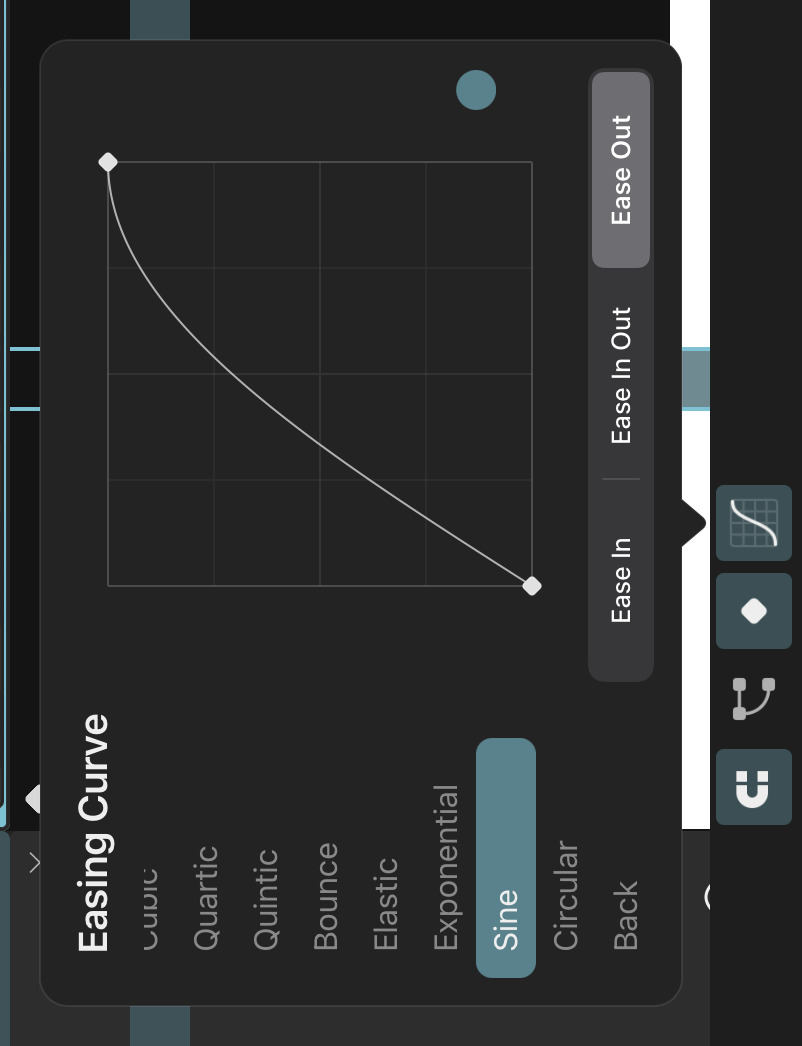 Easing Curve
Cubic
Quartic
Quintic
Bounce
Elastic
Exponential
Sine
Circular
Back
Ease In
Ease In Out
Ease Out